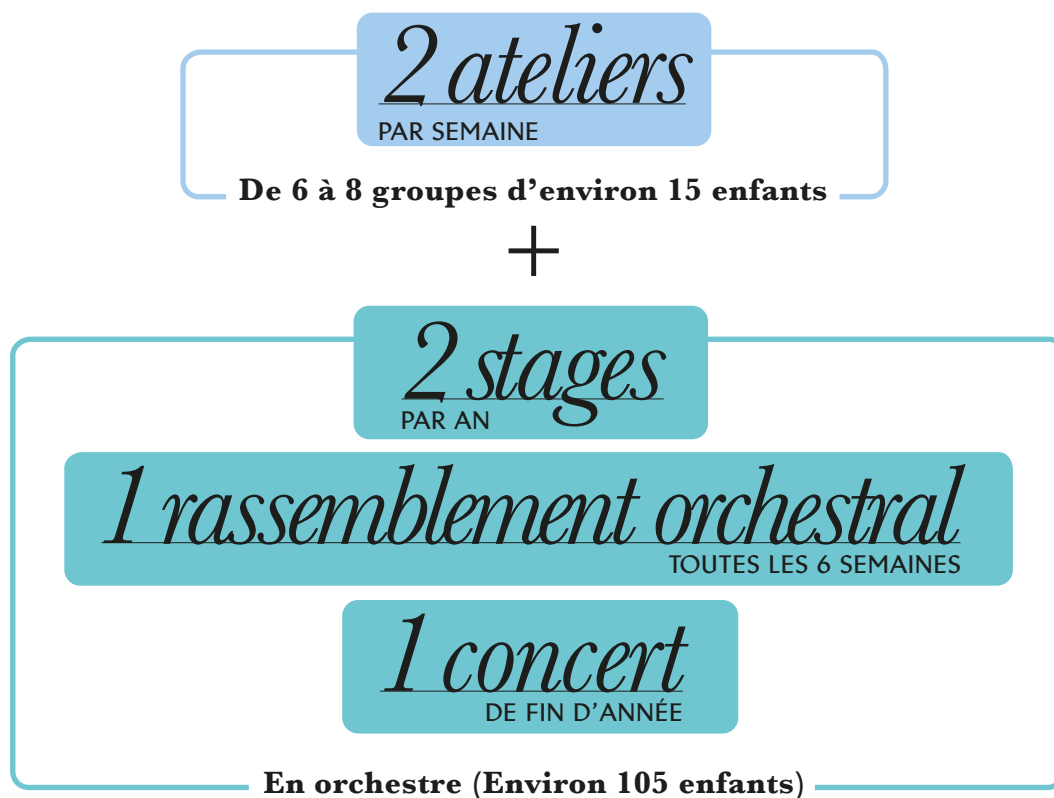 2 ateliers
PAR SEMAINE
De 6 à 8 groupes d’environ 15 enfants
+
2 stages
PAR AN
1 rassemblement orchestral
TOUTES LES 6 SEMAINES
1 concert
DE FIN D’ANNÉE
En orchestre (Environ 105 enfants)